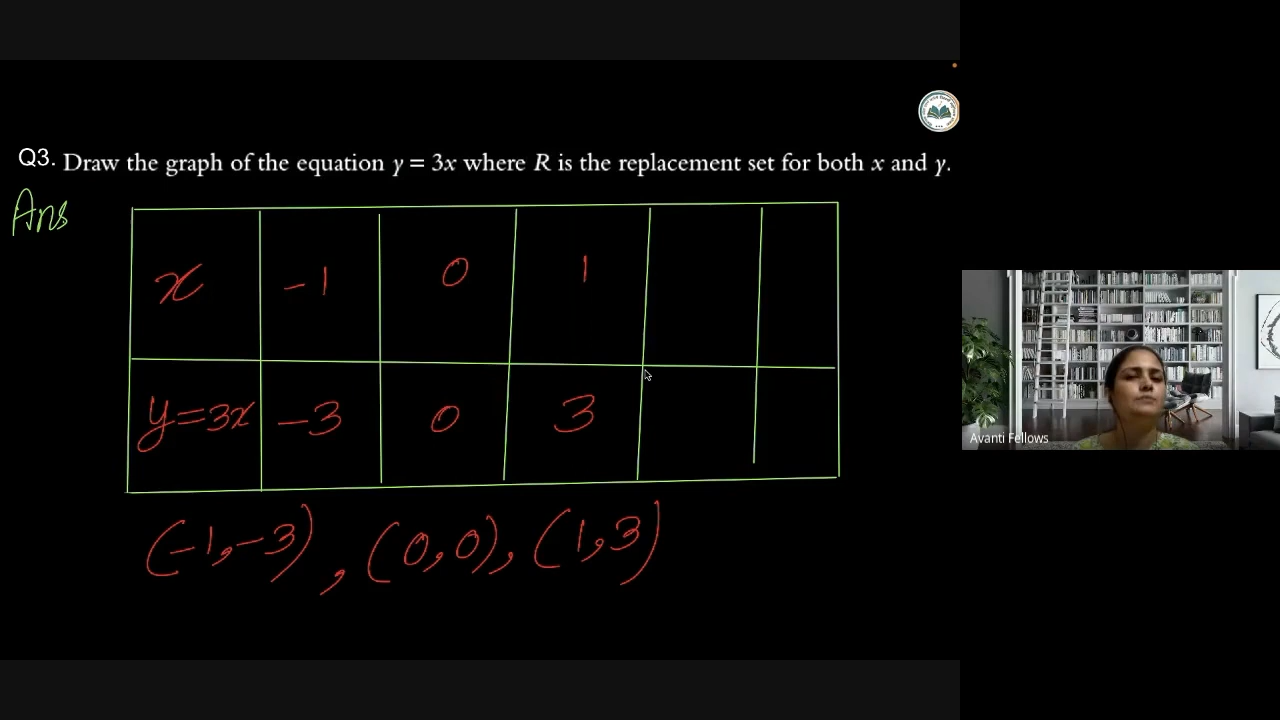 Q3. Draw the graph of the equation y = 3x where R is the replacement set for both x and y.
Ans
x -1 0 1
y=3x -3 0 3
(-1,-3), (0,0), (1,3)
Avanti Fellows